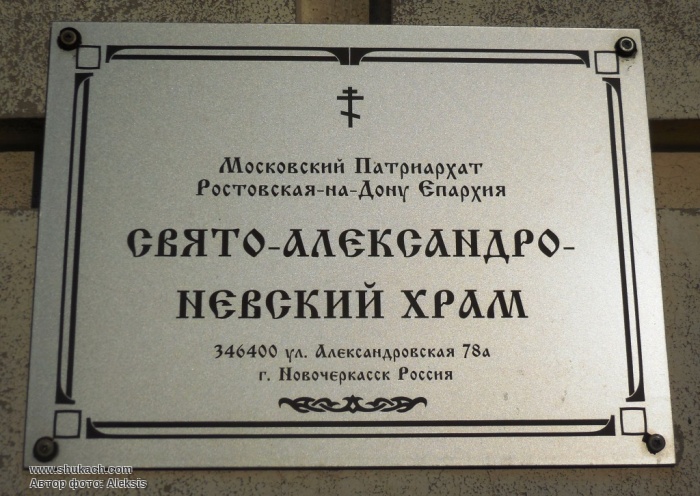 Московский Патриархат
Ростовская-на-Дону Епархия
СВЯТО-АЛЕКСАНДРО-
НЕВСКИЙ ХРАМ
346400 ул. Александровская 78а
г. Новочеркасск Россия
www.shukach.com
Автор фото: Aleksis